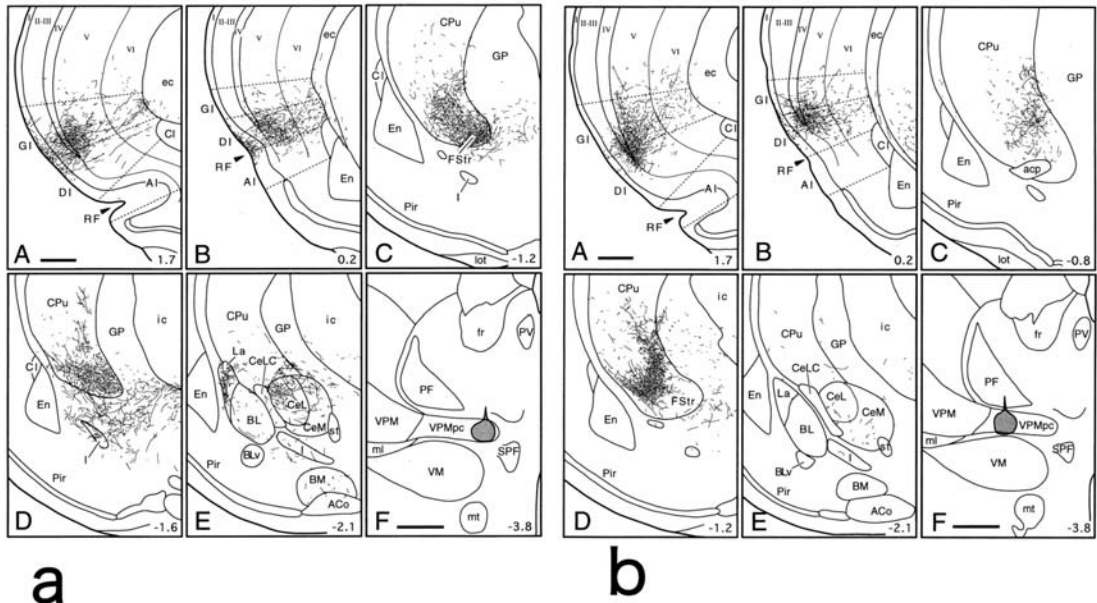 I II-III IV V VI ec
GI
Cl
GI
DI
AI
RF
A 1.7
I II-III IV V VI ec
GI
DI
RF
AI
En
B 0.2
CPu
GP
Cl
En
FStr
I
Pir
lot
C -1.2
CPu
GP
ic
Cl
En
I
Pir
D -1.6
CPu
GP
ic
La
CeLC
En
CeL
BL
CeM
st
I
BLv
Pir
BM
ACo
E -2.1
fr
PV
PF
VPM
VPMpc
ml
SPF
VM
mt
F -3.8
a
I II-III IV V VI ec
GI
Cl
GI
DI
AI
RF
A 1.7
I II-III IV V VI ec
GI
DI
Cl
RF
AI
En
B 0.2
CPu
GP
En
acp
Pir
lot
C -0.8
CPu
ic
GP
FStr
En
Pir
D -1.2
CPu
ic
GP
CeLC
La
CeL
CeM
En
BL
st
I
BLv
Pir
BM
ACo
E -2.1
fr
PV
PF
VPM
VPMpc
ml
SPF
VM
mt
F -3.8
b